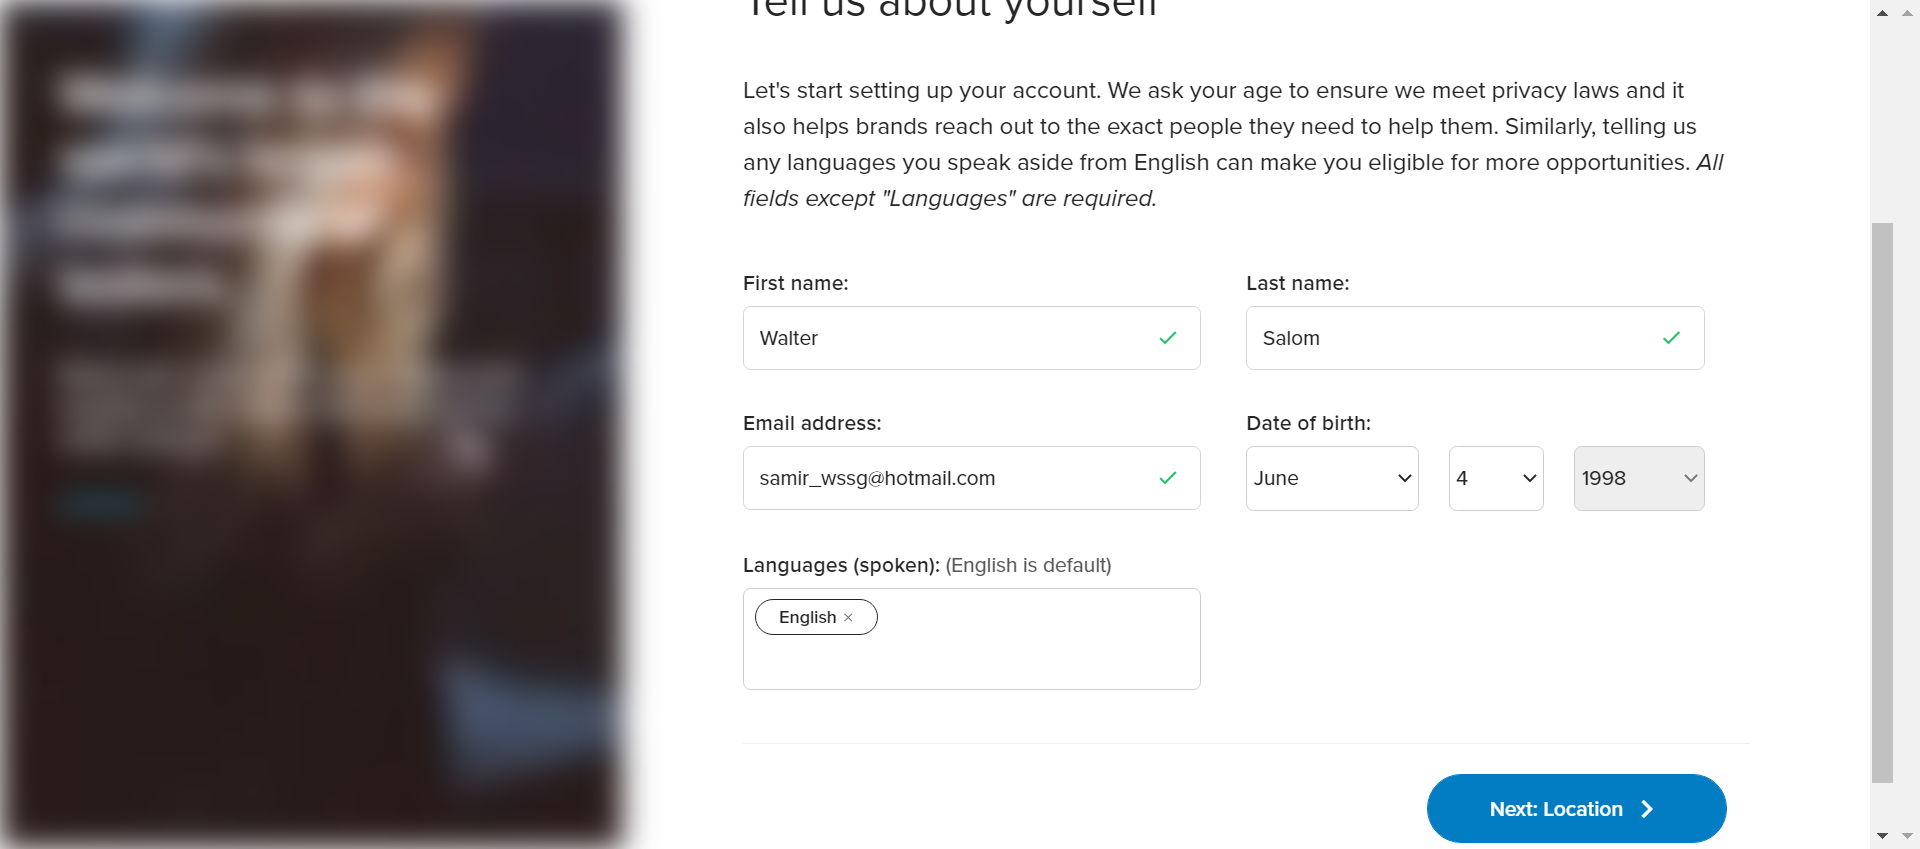 Tell us about yourself
Let's start setting up your account. We ask your age to ensure we meet privacy laws and it
also helps brands reach out to the exact people they need to help them. Similarly, telling us
any languages you speak aside from English can make you eligible for more opportunities. All
fields except "Languages" are required.
First name:
Last name:
Walter
Salom
Email address:
Date of birth:
samir_wssg@hotmail.com
June
4
1998
Languages (spoken): (English is default)
English ×
Next: Location